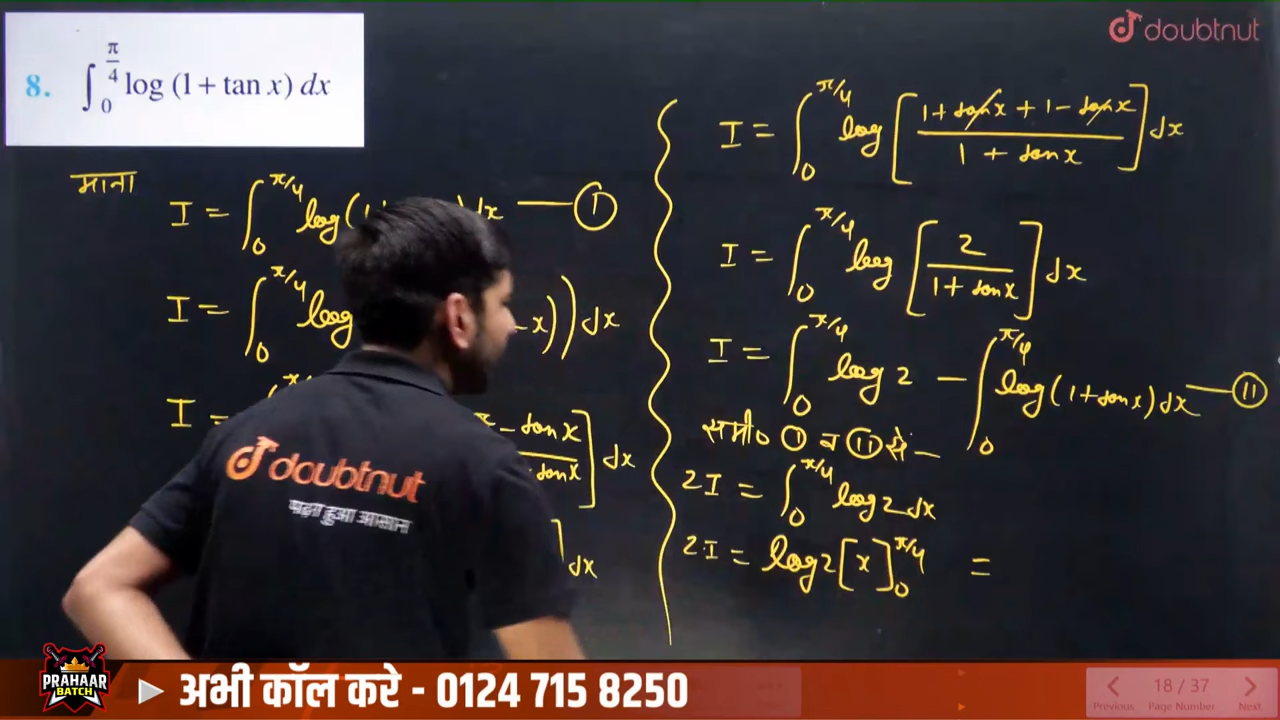 doubtnut
8. ∫₀^{π/4} log (1 + tan x) dx
माना
I = ∫₀^{π/4} log(1 dx — Ⓘ
I = ∫₀^{π/4} log - x)) dx
I = - tan x] dx
tan x
] dx
I = ∫₀^{π/4} log [(1 + tan x + 1 - tan x)/(1 + tan x)] dx
I = ∫₀^{π/4} log [2/(1 + tan x)] dx
I = ∫₀^{π/4} log 2 — ∫₀^{π/4} log(1 + tan x) dx — ⒾⒾ
समी० Ⓘ व Ⓘ Ⓘ से —
2I = ∫₀^{π/4} log 2 dx
2I = log 2 [x]₀^{π/4} =
doubtnut
पढ़ना हुआ आसान
PRAHAAR
BATCH
अभी कॉल करे - 0124 715 8250
18 / 37
Previous Page Number Next